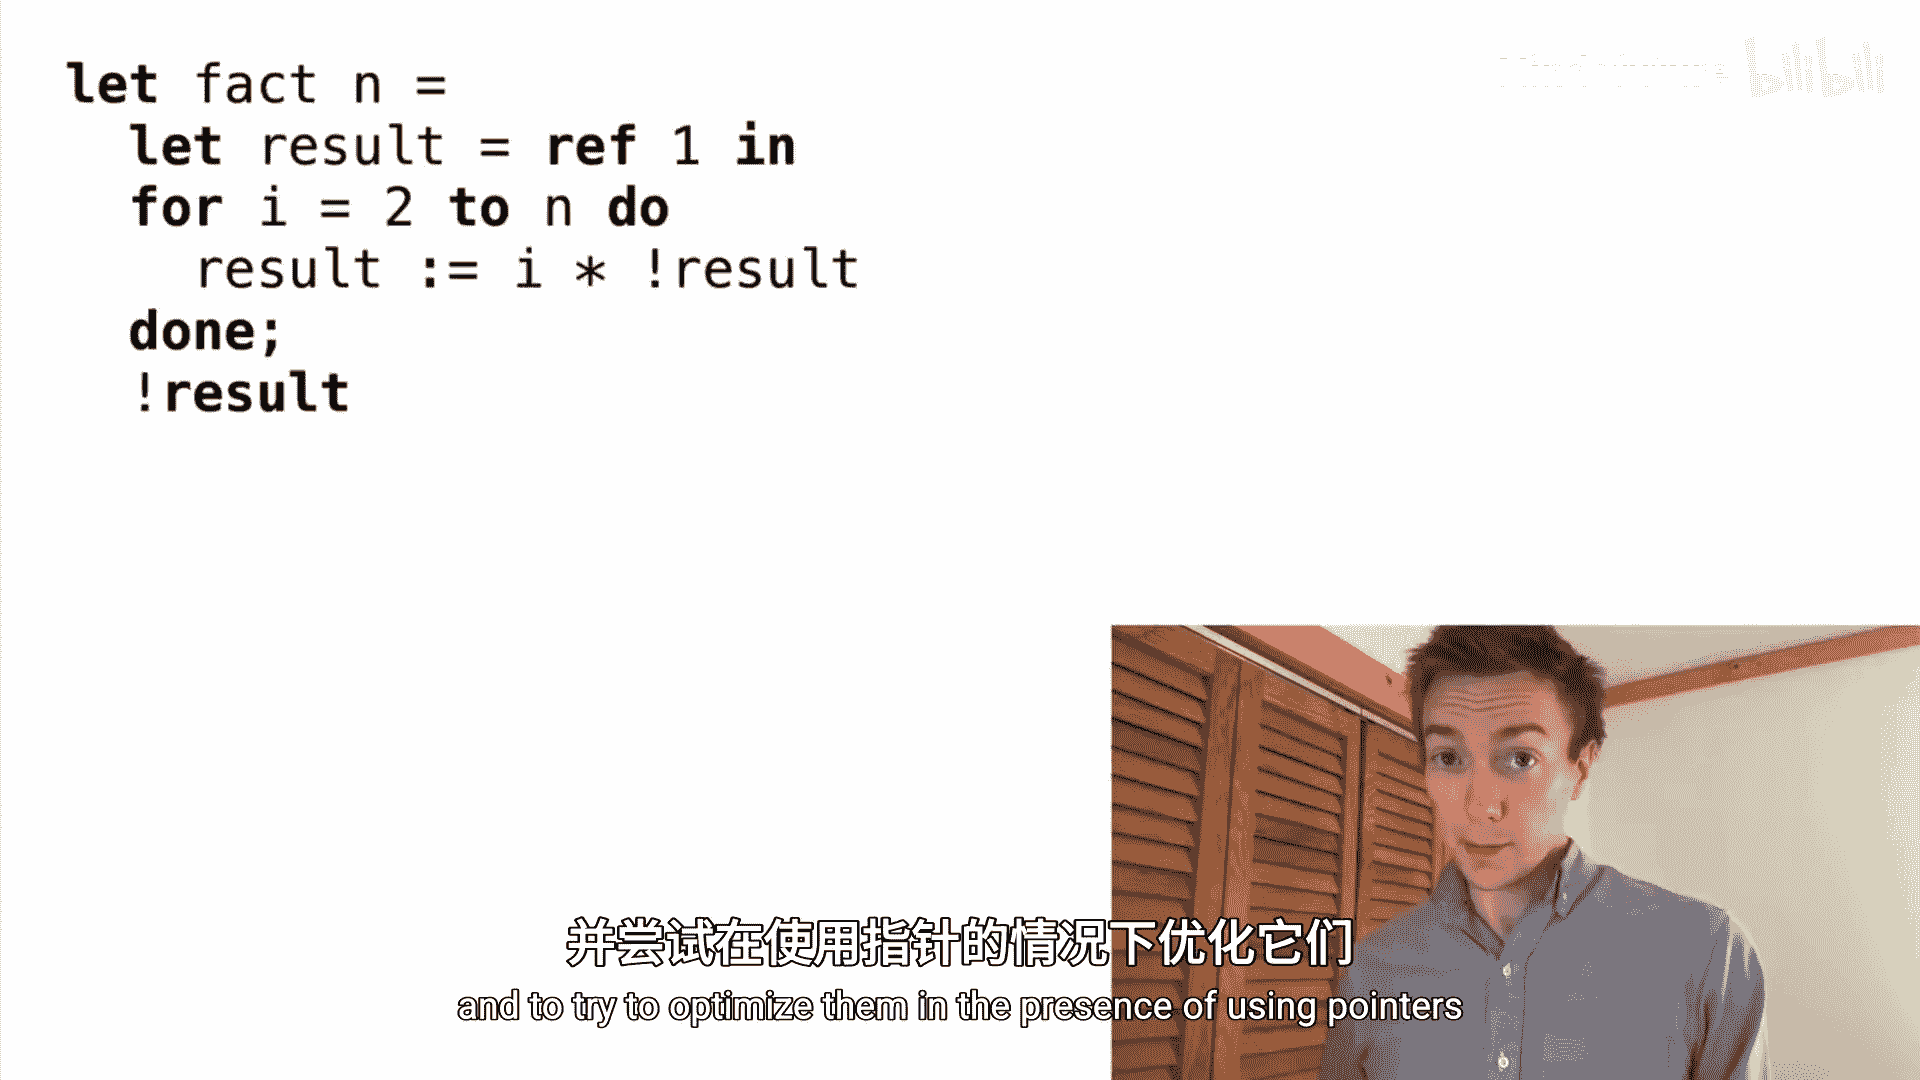 let fact n =
  let result = ref 1 in
  for i = 2 to n do
    result := i * !result
  done;
  !result
bilibili
并尝试在使用指针的情况下优化它们
and to try to optimize them in the presence of using pointers